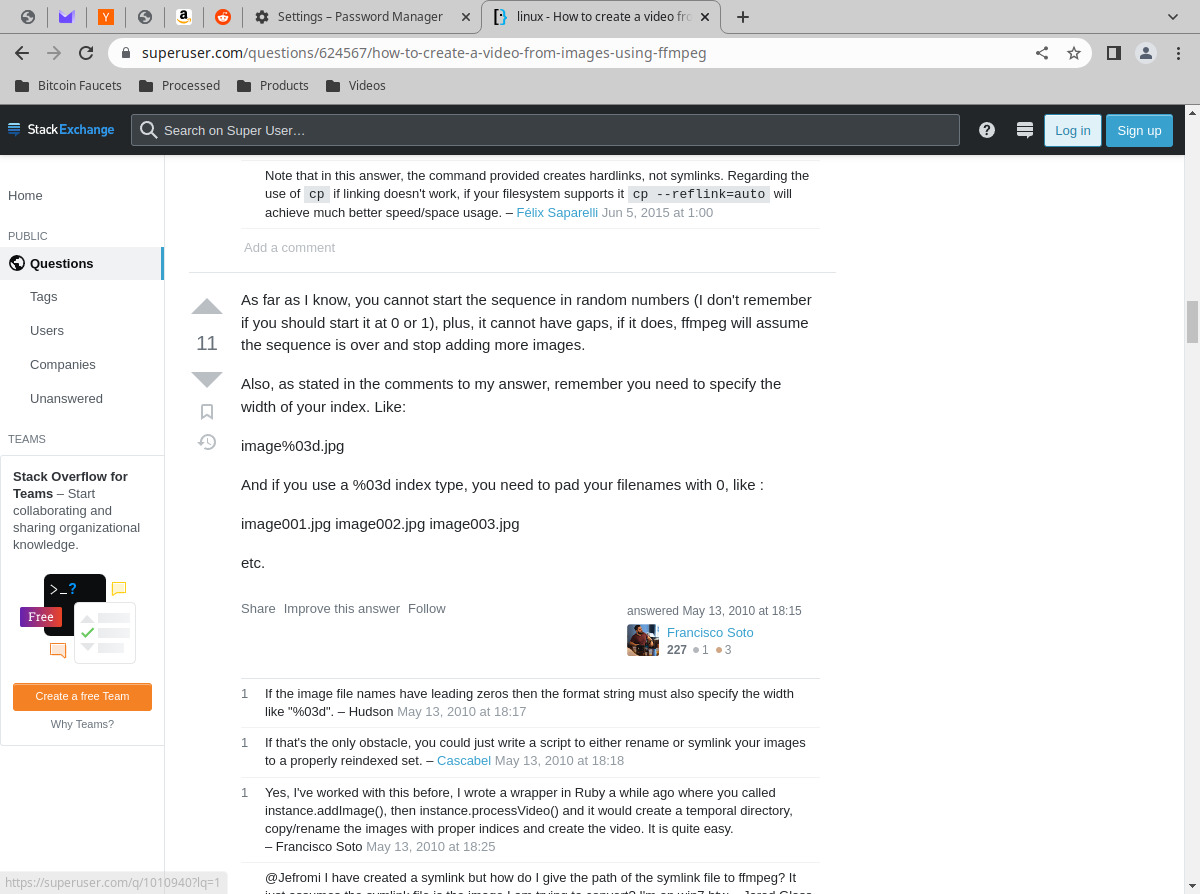 Settings – Password Manager
linux - How to create a video fro
superuser.com/questions/624567/how-to-create-a-video-from-images-using-ffmpeg
Bitcoin Faucets Processed Products Videos
StackExchange Search on Super User… Log in Sign up
Home
PUBLIC
Questions
Tags
Users
Companies
Unanswered
TEAMS
Stack Overflow for
Teams – Start
collaborating and
sharing organizational
knowledge.
>_?
Free
Create a free Team
Why Teams?
Note that in this answer, the command provided creates hardlinks, not symlinks. Regarding the
use of cp if linking doesn't work, if your filesystem supports it cp --reflink=auto will
achieve much better speed/space usage. – Félix Saparelli Jun 5, 2015 at 1:00
Add a comment
11
As far as I know, you cannot start the sequence in random numbers (I don't remember
if you should start it at 0 or 1), plus, it cannot have gaps, if it does, ffmpeg will assume
the sequence is over and stop adding more images.
Also, as stated in the comments to my answer, remember you need to specify the
width of your index. Like:
image%03d.jpg
And if you use a %03d index type, you need to pad your filenames with 0, like :
image001.jpg image002.jpg image003.jpg
etc.
Share Improve this answer Follow
answered May 13, 2010 at 18:15
Francisco Soto
227 1 3
1 If the image file names have leading zeros then the format string must also specify the width
like "%03d". – Hudson May 13, 2010 at 18:17
1 If that's the only obstacle, you could just write a script to either rename or symlink your images
to a properly reindexed set. – Cascabel May 13, 2010 at 18:18
1 Yes, I've worked with this before, I wrote a wrapper in Ruby a while ago where you called
instance.addImage(), then instance.processVideo() and it would create a temporal directory,
copy/rename the images with proper indices and create the video. It is quite easy.
– Francisco Soto May 13, 2010 at 18:25
@Jefromi I have created a symlink but how do I give the path of the symlink file to ffmpeg? It
https://superuser.com/q/1010940?lq=1